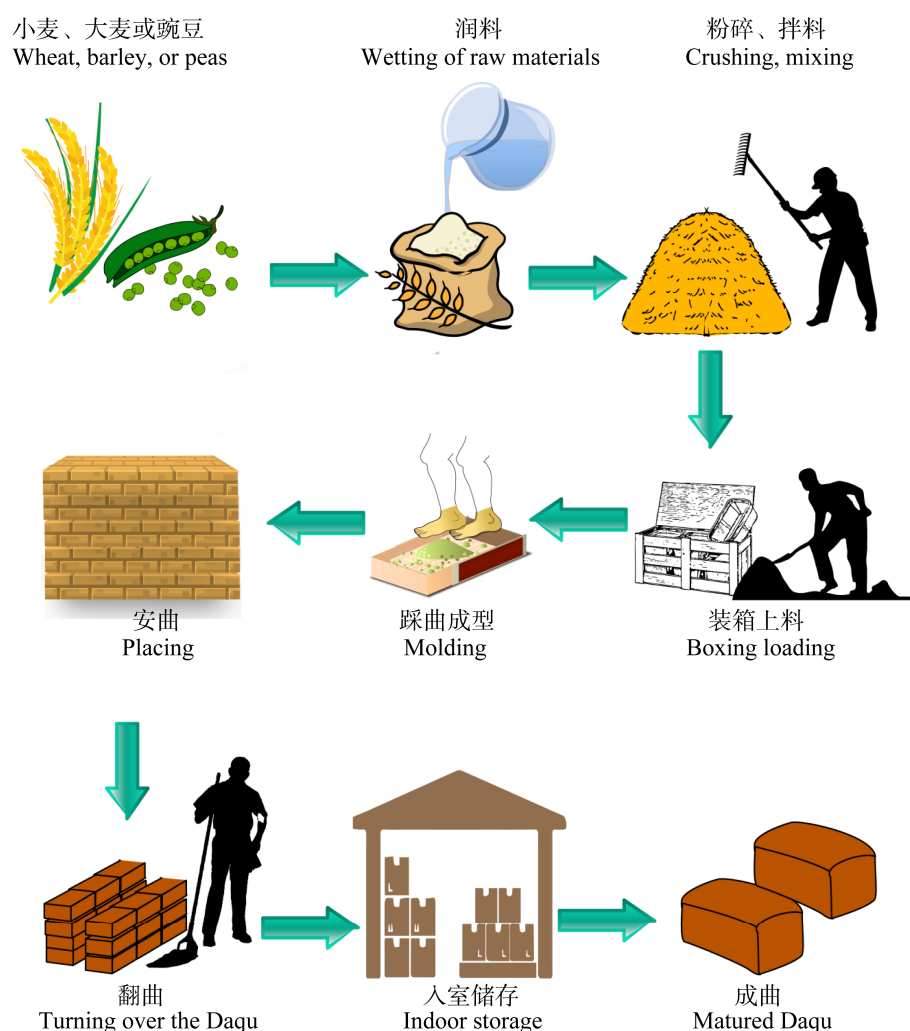 小麦、大麦或豌豆
Wheat, barley, or peas
润料
Wetting of raw materials
粉碎、拌料
Crushing, mixing
安曲
Placing
踩曲成型
Molding
装箱上料
Boxing loading
翻曲
Turning over the Daqu
入室储存
Indoor storage
成曲
Matured Daqu